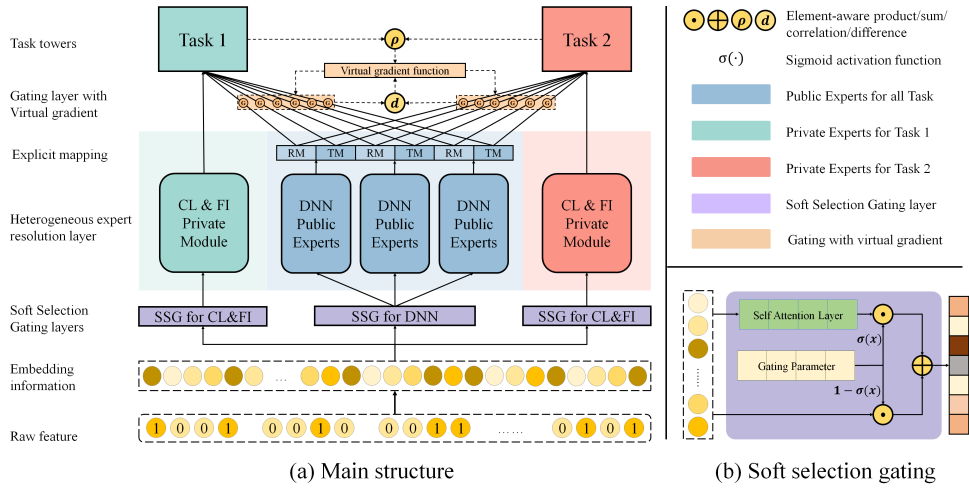 Task towers
Task 1
ρ
Task 2
Virtual gradient function
Gating layer with
Virtual gradient
G G G G G
d
G G G G G G
Explicit mapping
RM TM RM TM RM TM
Heterogeneous expert
resolution layer
CL & FI
Private
Module
DNN
Public
Experts
DNN
Public
Experts
DNN
Public
Experts
CL & FI
Private
Module
Soft Selection
Gating layers
SSG for CL&FI
SSG for DNN
SSG for CL&FI
Embedding
information
...
Raw feature
1 0 0 1 0 0 1 0 0 0 1 1 0 0 ...... 0 1 0 1
(a) Main structure
ρ d
Element-aware product/sum/
correlation/difference
σ(·)
Sigmoid activation function
Public Experts for all Task
Private Experts for Task 1
Private Experts for Task 2
Soft Selection Gating layer
Gating with virtual gradient
Self Attention Layer
σ(x)
Gating Parameter
1 − σ(x)
(b) Soft selection gating